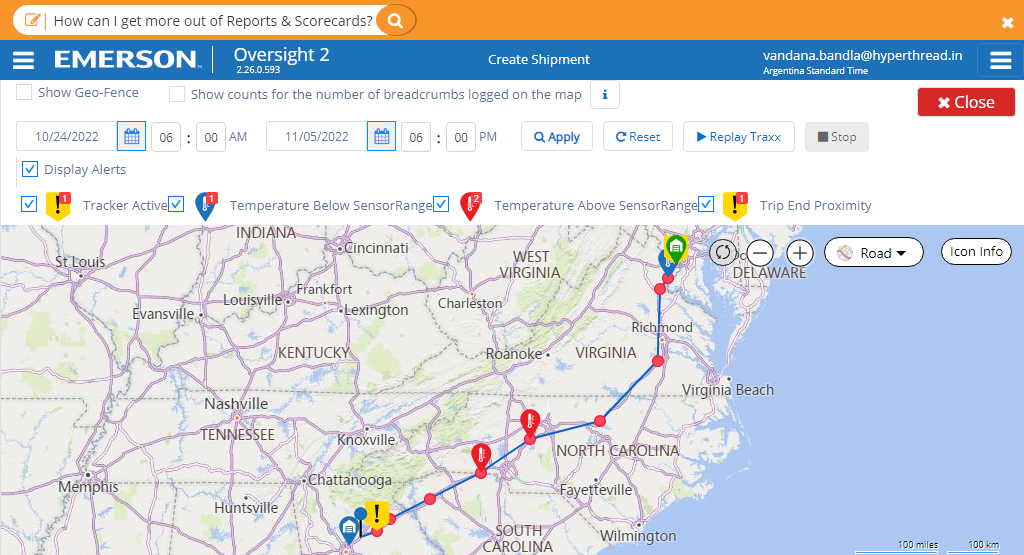 How can I get more out of Reports & Scorecards?
EMERSON
Oversight 2
2.26.0.593
Create Shipment
vandana.bandla@hyperthread.in
Argentina Standard Time
Show Geo-Fence
Show counts for the number of breadcrumbs logged on the map
i
Close
10/24/2022
06 : 00 AM
11/05/2022
06 : 00 PM
Apply
Reset
Replay Traxx
Stop
Display Alerts
! 1 Tracker Active
1 Temperature Below SensorRange
2 Temperature Above SensorRange
! 1 Trip End Proximity
Road
Icon Info
INDIANA
Cincinnati
St Louis
WEST
VIRGINIA
DELAWARE
Frankfort
Louisville
Lexington
Evansville
Charleston
Richmond
KENTUCKY
Roanoke
VIRGINIA
Virginia Beach
Nashville
TENNESSEE
Knoxville
NORTH CAROLINA
Chattanooga
Memphis
Fayetteville
Huntsville
!
SOUTH
CAROLINA
Wilmington
100 miles
100 km